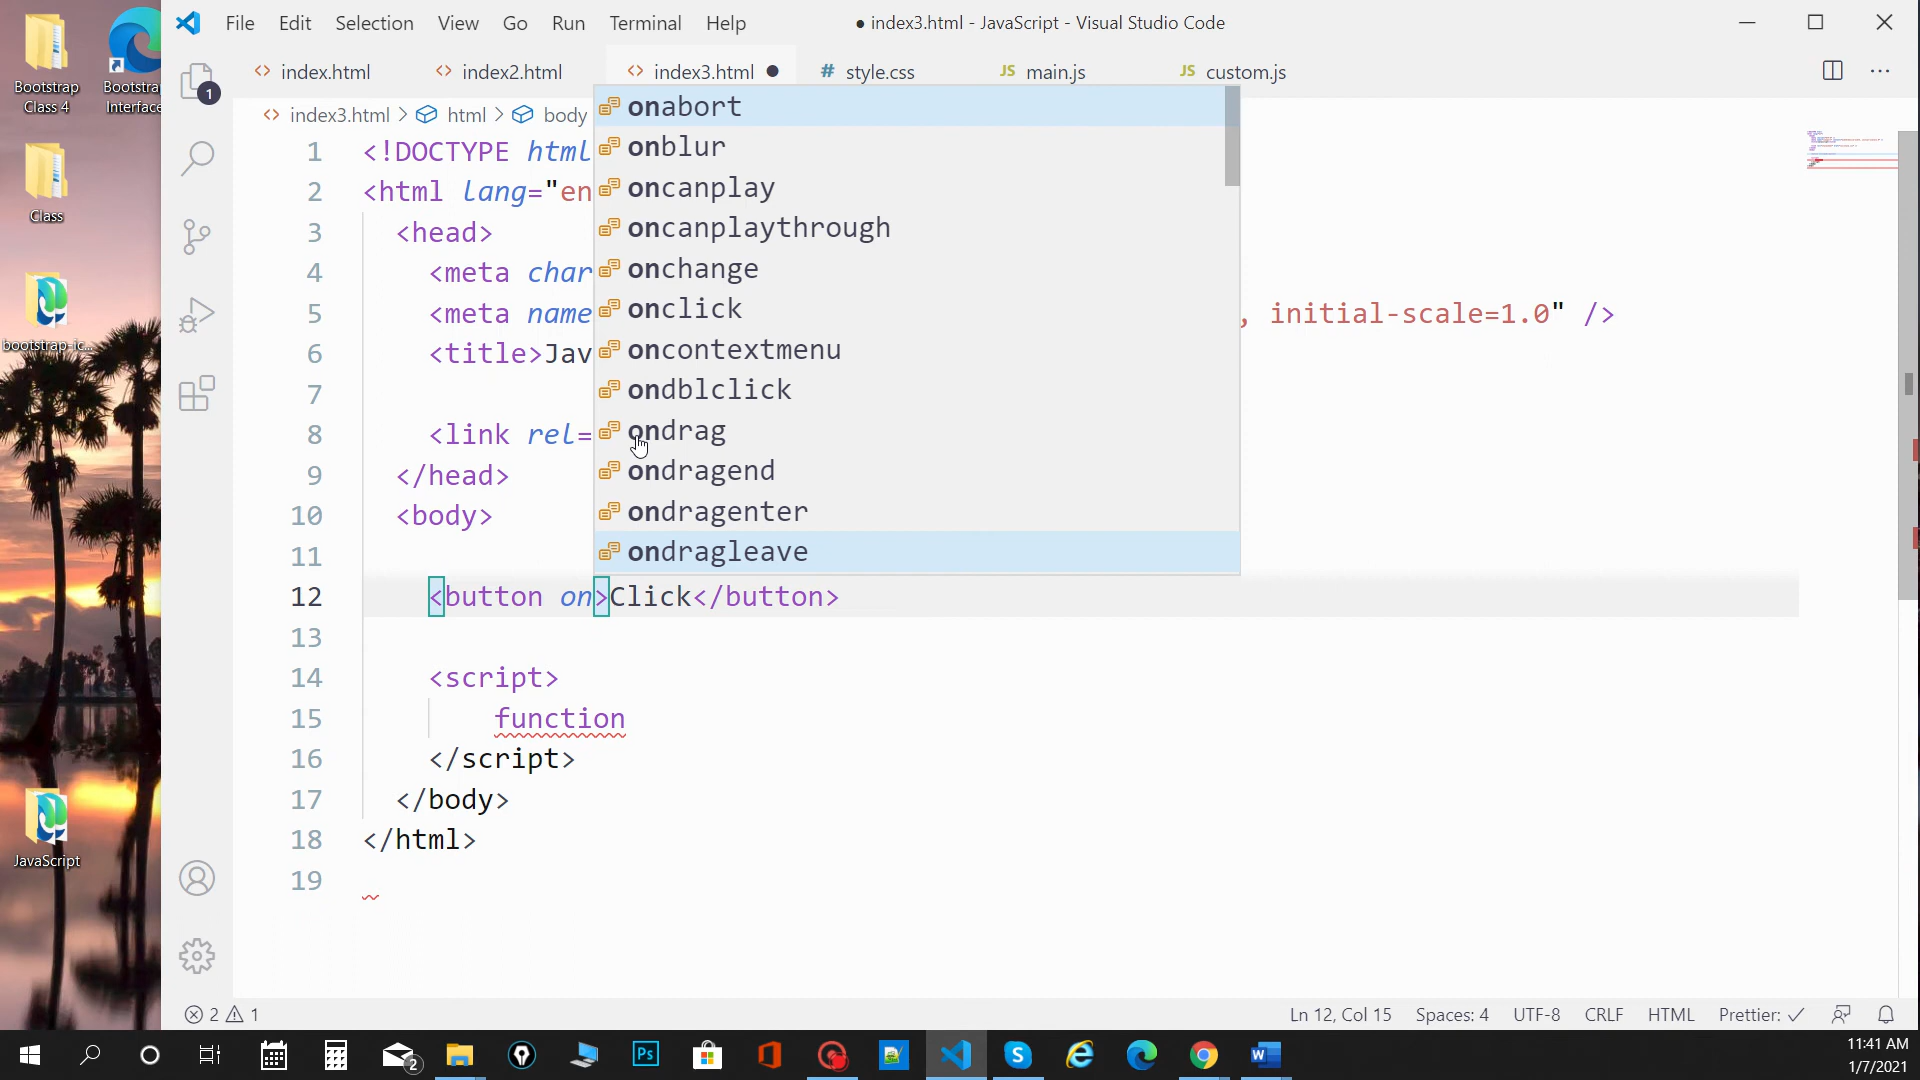 Bootstrap
Class 4
Bootstrap
Interface
Class
bootstrap-ic...
JavaScript
File Edit Selection View Go Run Terminal Help
● index3.html - JavaScript - Visual Studio Code
1
index.html
index2.html
index3.html ●
# style.css
JS main.js
JS custom.js
index3.html > html > body
1 <!DOCTYPE html
2 <html lang="en
3 <head>
4 <meta char
5 <meta name , initial-scale=1.0" />
6 <title>Jav
7
8 <link rel=
9 </head>
10 <body>
11
12 <button on>Click</button>
13
14 <script>
15 function
16 </script>
17 </body>
18 </html>
19
onabort
onblur
oncanplay
oncanplaythrough
onchange
onclick
oncontextmenu
ondblclick
ondrag
ondragend
ondragenter
ondragleave
2 1
Ln 12, Col 15 Spaces: 4 UTF-8 CRLF HTML Prettier: ✓
2
Ps
11:41 AM
1/7/2021